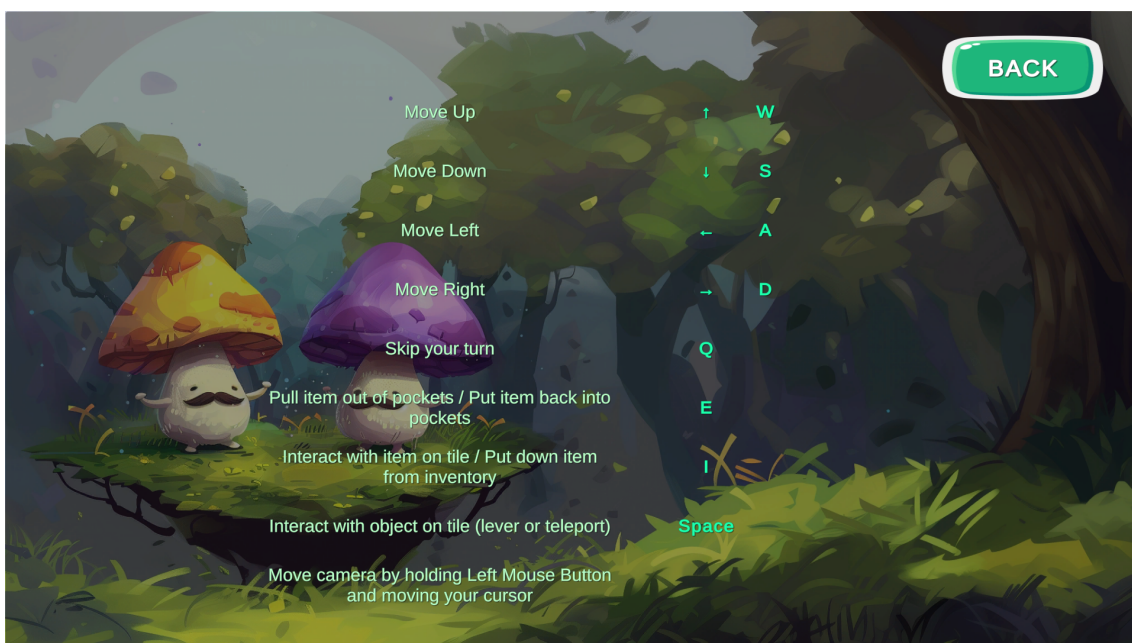 BACK
Move Up ↑ W
Move Down ↓ S
Move Left ← A
Move Right → D
Skip your turn Q
Pull item out of pockets / Put item back into
pockets
E
Interact with item on tile / Put down item
from inventory
I
Interact with object on tile (lever or teleport) Space
Move camera by holding Left Mouse Button
and moving your cursor